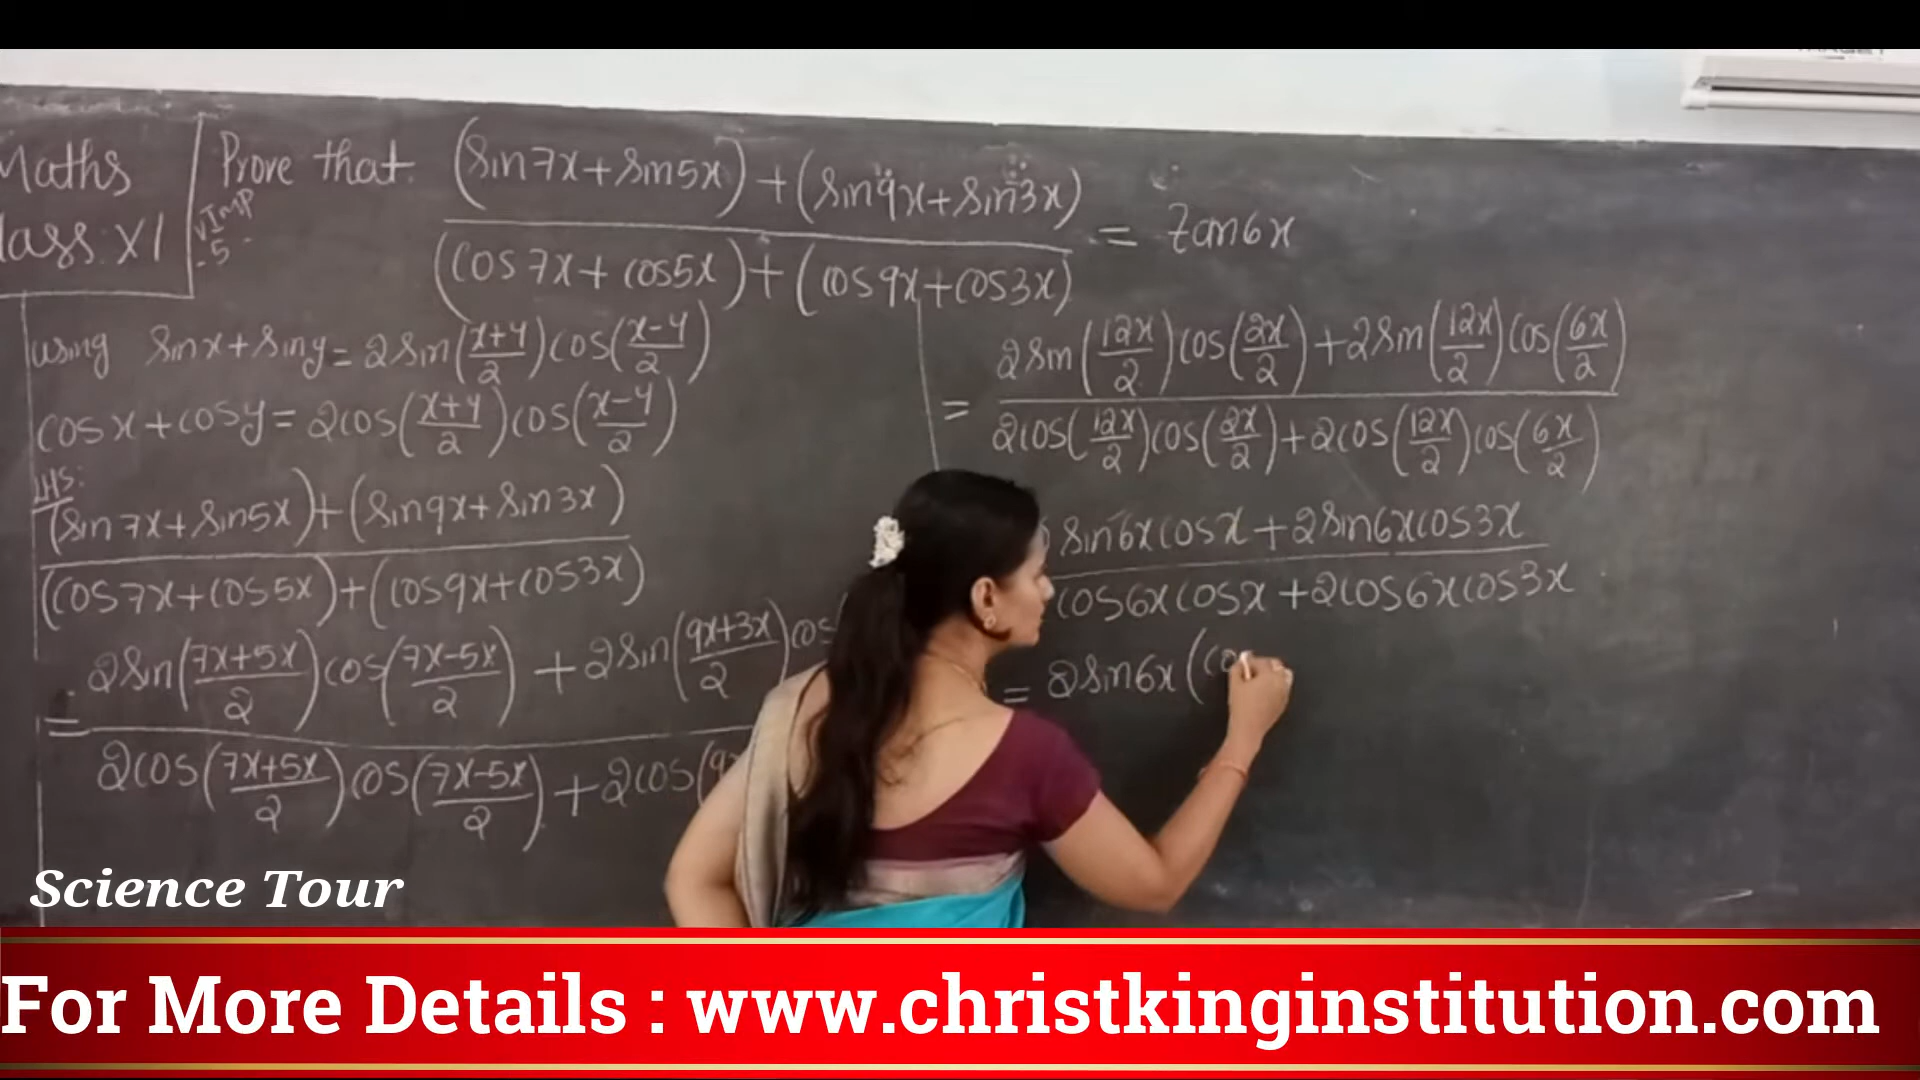 Maths
Class: XI
V Imp
-5-
Prove that (sin7x+sin5x)+(sin9x+sin3x) / (cos7x+cos5x)+(cos9x+cos3x) = tan6x
using sinx+siny=2sin(x+y/2)cos(x-y/2)
cosx+cosy=2cos(x+y/2)cos(x-y/2)
LHS:
(sin7x+sin5x)+(sin9x+sin3x)
(cos7x+cos5x)+(cos9x+cos3x)
= 2sin(7x+5x/2)cos(7x-5x/2) + 2sin(9x+3x/2)cos
2cos(7x+5x/2)cos(7x-5x/2)+2cos(9x
= 2sin(12x/2)cos(2x/2)+2sin(12x/2)cos(6x/2)
2cos(12x/2)cos(2x/2)+2cos(12x/2)cos(6x/2)
sin6xcosx+2sin6xcos3x
cos6xcosx+2cos6xcos3x
= 2sin6x(co
Science Tour
For More Details : www.christkinginstitution.com